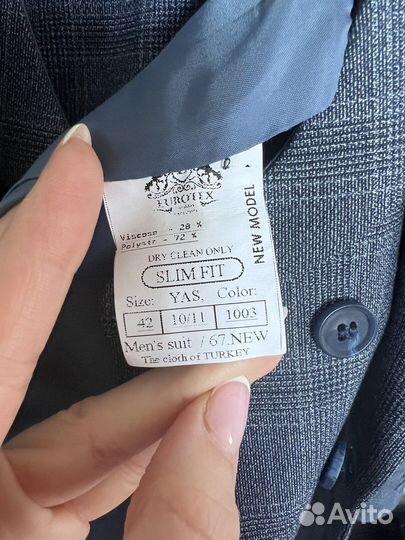 EUROTEX
Viscose .. 28 %
Polystr .. 72 %
DRY CLEAN ONLY
SLIM FIT
Size: YAS, Color:
42 10/11 1003
Men's suit / 67.NEW
The cloth of TURKEY
NEW MODEL
Avito